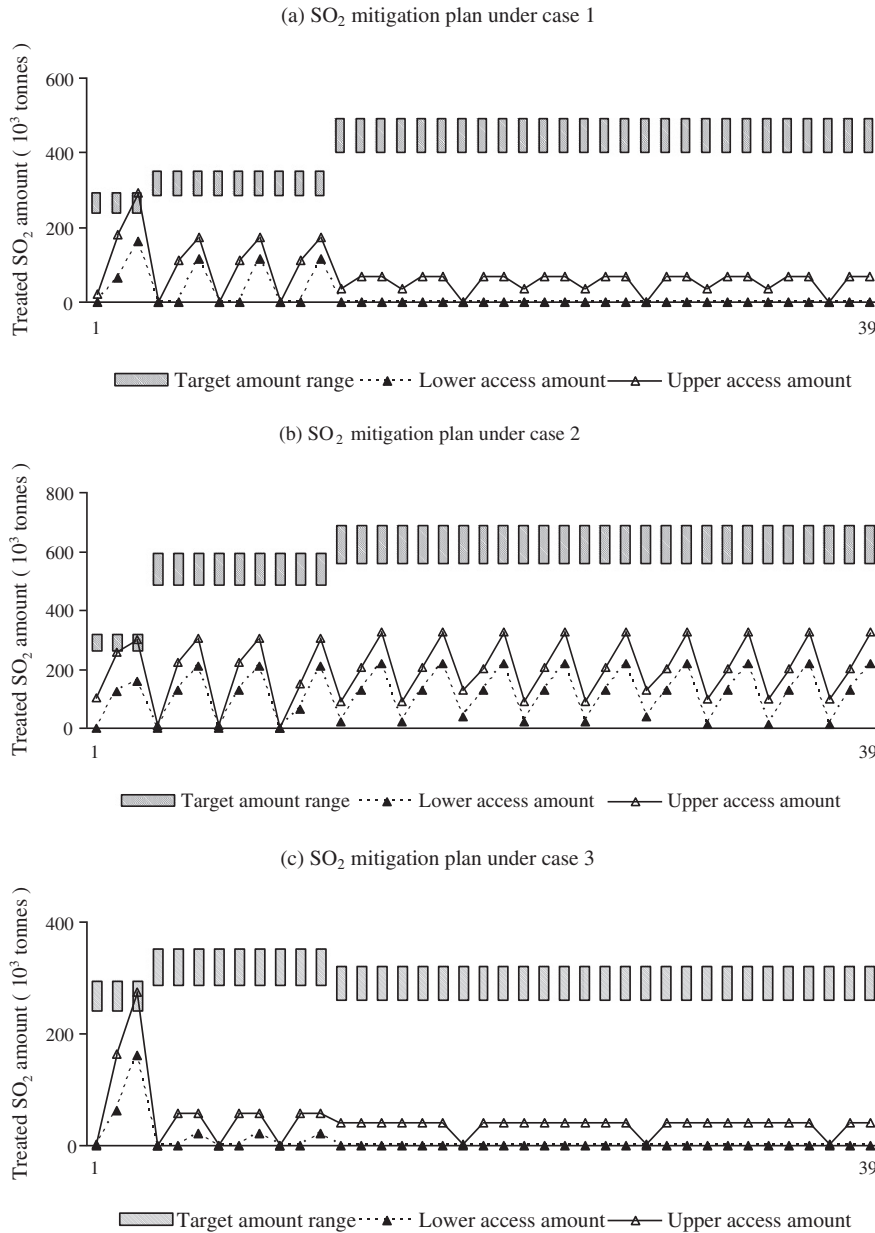 (a) SO₂ mitigation plan under case 1
Treated SO₂ amount ( 10³ tonnes )
600
400
200
0
1
39
Target amount range
Lower access amount
Upper access amount
(b) SO₂ mitigation plan under case 2
Treated SO₂ amount ( 10³ tonnes )
800
600
400
200
0
1
39
Target amount range
Lower access amount
Upper access amount
(c) SO₂ mitigation plan under case 3
Treated SO₂ amount ( 10³ tonnes )
400
200
0
1
39
Target amount range
Lower access amount
Upper access amount